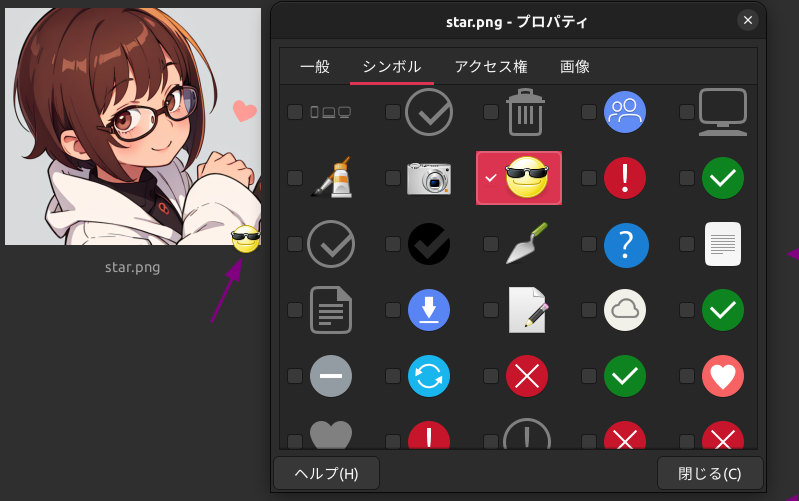 star.png - プロパティ
一般
シンボル
アクセス権
画像
star.png
ヘルプ(H)
閉じる(C)